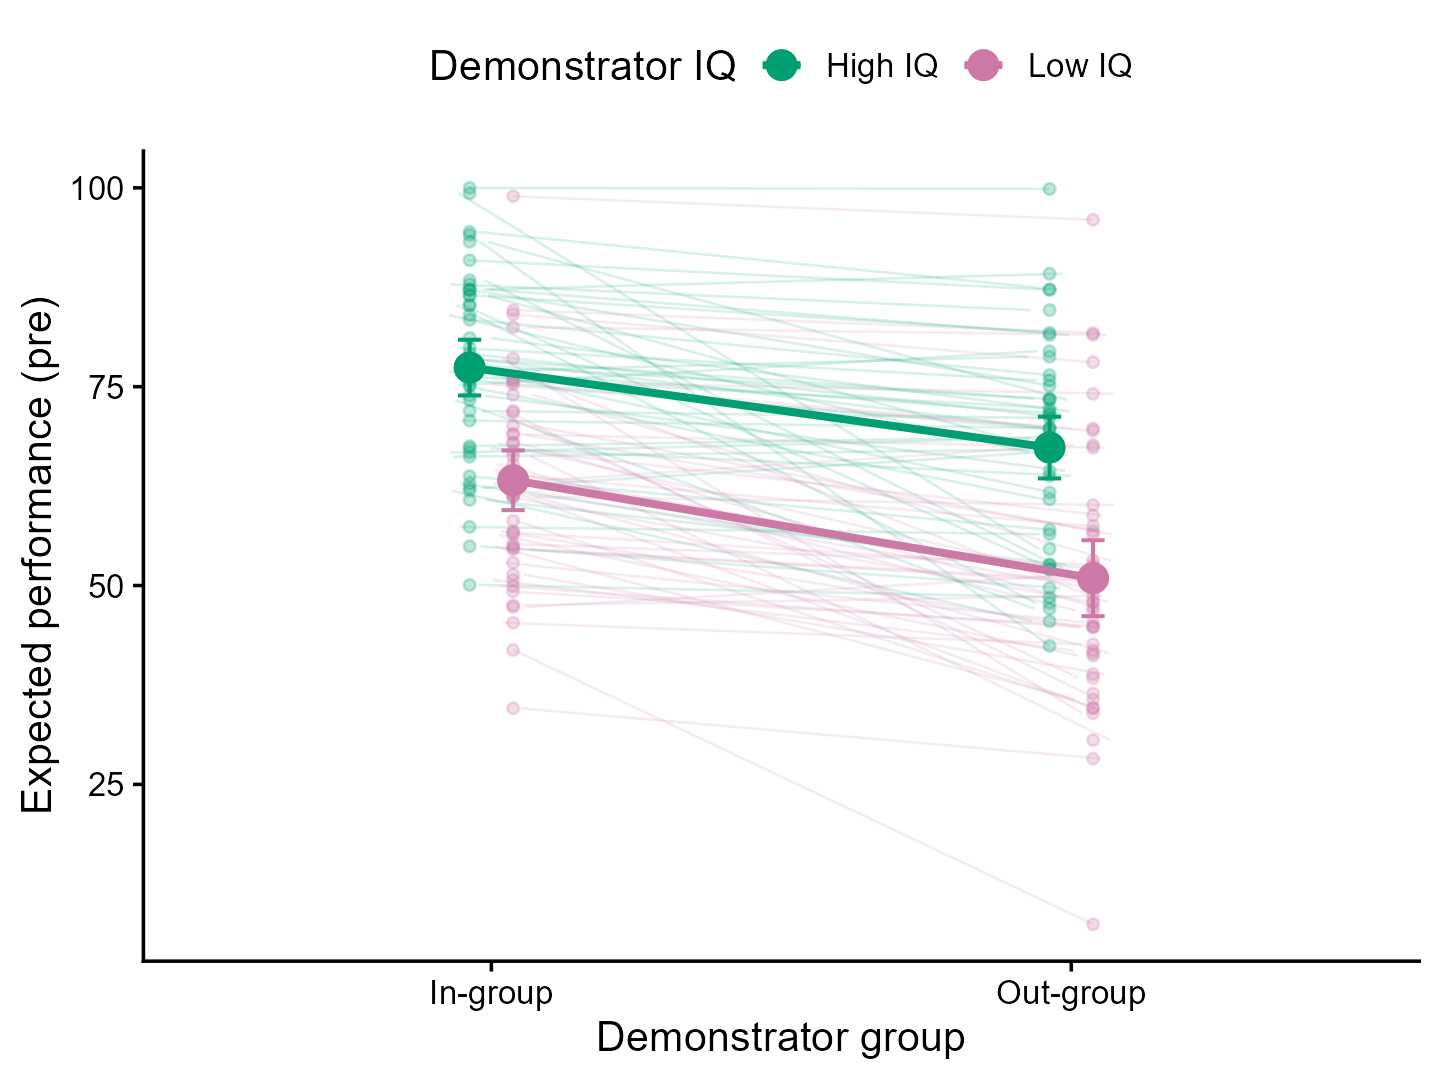 Demonstrator IQ High IQ Low IQ
Expected performance (pre)
100
75
50
25
In-group Out-group
Demonstrator group